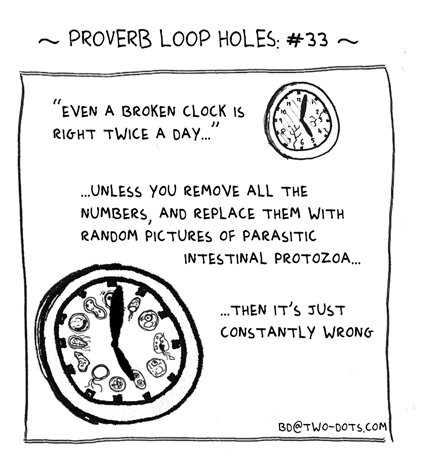 ~ PROVERB LOOP HOLES: #33 ~
"EVEN A BROKEN CLOCK IS
RIGHT TWICE A DAY..."
...UNLESS YOU REMOVE ALL THE
NUMBERS, AND REPLACE THEM WITH
RANDOM PICTURES OF PARASITIC
INTESTINAL PROTOZOA...
...THEN IT'S JUST
CONSTANTLY WRONG
BD@TWO-DOTS.COM